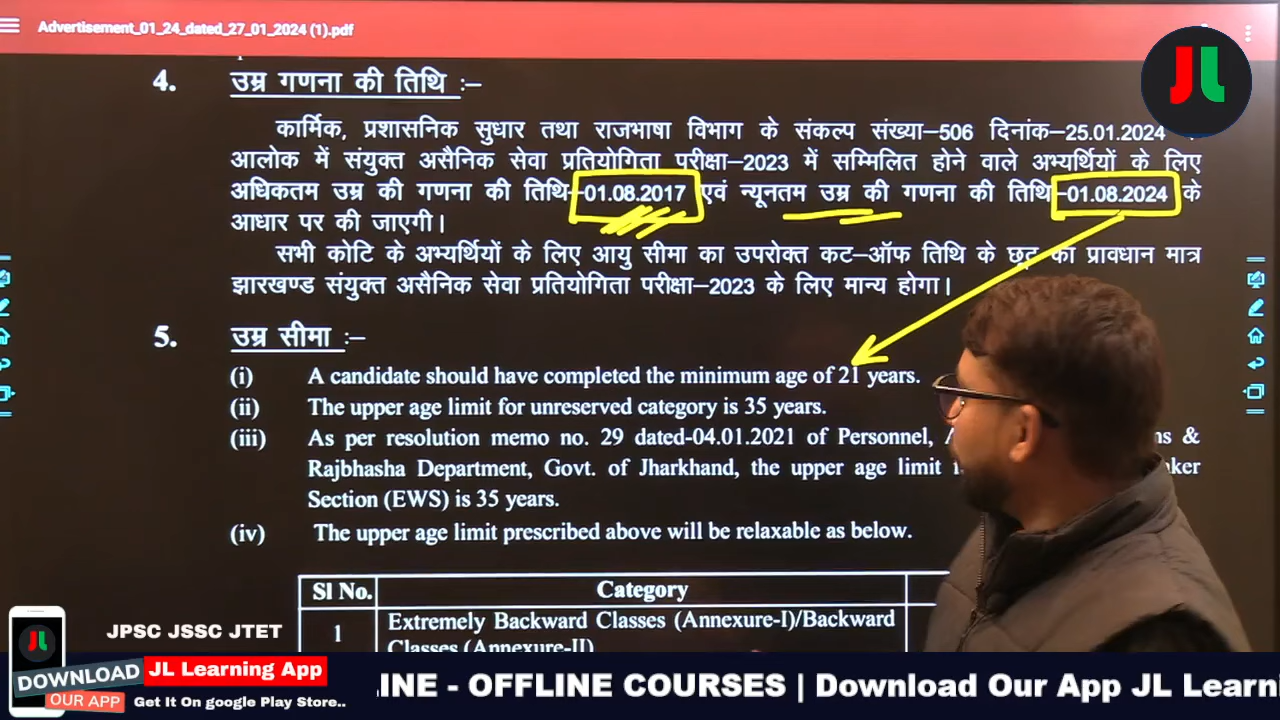 Advertisement_01_24_dated_27_01_2024 (1).pdf
JL
4. उम्र गणना की तिथि :–
कार्मिक, प्रशासनिक सुधार तथा राजभाषा विभाग के संकल्प संख्या–506 दिनांक–25.01.2024
आलोक में संयुक्त असैनिक सेवा प्रतियोगिता परीक्षा–2023 में सम्मिलित होने वाले अभ्यर्थियों के लिए
अधिकतम उम्र की गणना की तिथि–01.08.2017 एवं न्यूनतम उम्र की गणना की तिथि–01.08.2024 के
आधार पर की जाएगी।
सभी कोटि के अभ्यर्थियों के लिए आयु सीमा का उपरोक्त कट–ऑफ तिथि के छूट का प्रावधान मात्र
झारखण्ड संयुक्त असैनिक सेवा प्रतियोगिता परीक्षा–2023 के लिए मान्य होगा।
5. उम्र सीमा :–
(i) A candidate should have completed the minimum age of 21 years.
(ii) The upper age limit for unreserved category is 35 years.
(iii) As per resolution memo no. 29 dated-04.01.2021 of Personnel, &
Rajbhasha Department, Govt. of Jharkhand, the upper age limit
Section (EWS) is 35 years.
(iv) The upper age limit prescribed above will be relaxable as below.
Sl No. Category
1 Extremely Backward Classes (Annexure-I)/Backward
Classes (Annexure-II)
JL
JPSC JSSC JTET
DOWNLOAD JL Learning App
OUR APP Get It On google Play Store..
LINE - OFFLINE COURSES | Download Our App JL Learni